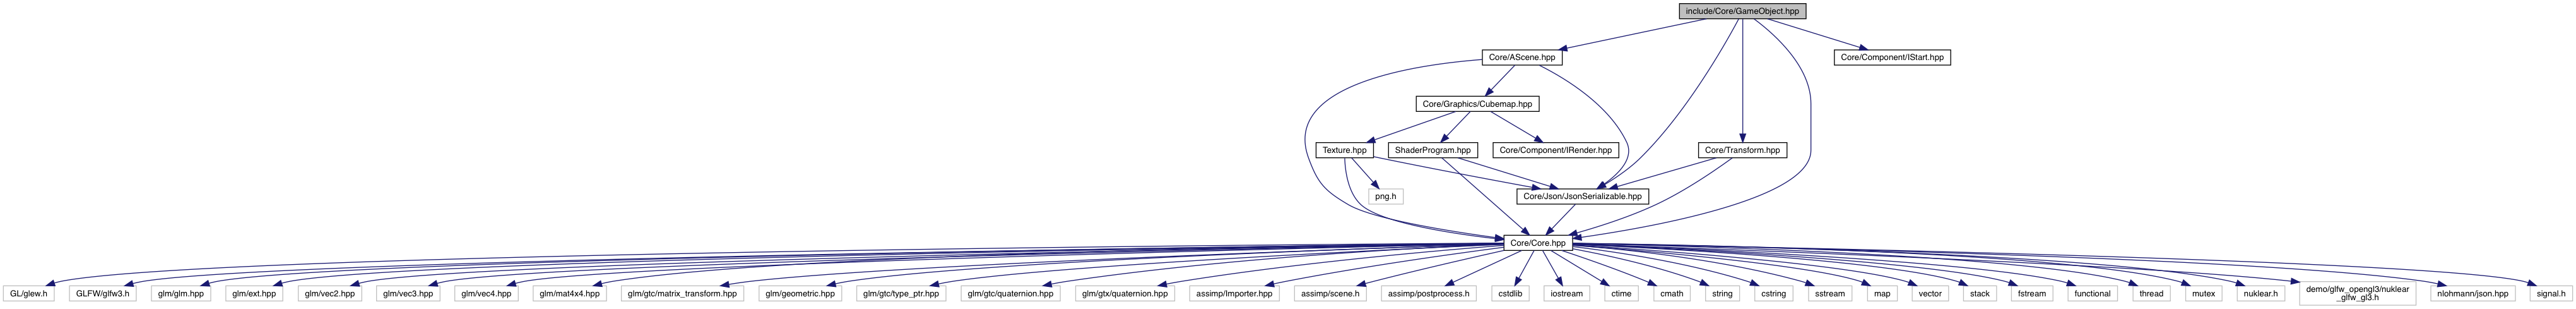 include/Core/GameObject.hpp
Core/AScene.hpp
Core/Component/IStart.hpp
Core/Graphics/Cubemap.hpp
Texture.hpp
ShaderProgram.hpp
Core/Component/IRender.hpp
Core/Transform.hpp
png.h
Core/Json/JsonSerializable.hpp
Core/Core.hpp
GL/glew.h
GLFW/glfw3.h
glm/glm.hpp
glm/ext.hpp
glm/vec2.hpp
glm/vec3.hpp
glm/vec4.hpp
glm/mat4x4.hpp
glm/gtc/matrix_transform.hpp
glm/geometric.hpp
glm/gtc/type_ptr.hpp
glm/gtc/quaternion.hpp
glm/gtx/quaternion.hpp
assimp/Importer.hpp
assimp/scene.h
assimp/postprocess.h
cstdlib
iostream
ctime
cmath
string
cstring
sstream
map
vector
stack
fstream
functional
thread
mutex
nuklear.h
demo/glfw_opengl3/nuklear
_glfw_gl3.h
nlohmann/json.hpp
signal.h